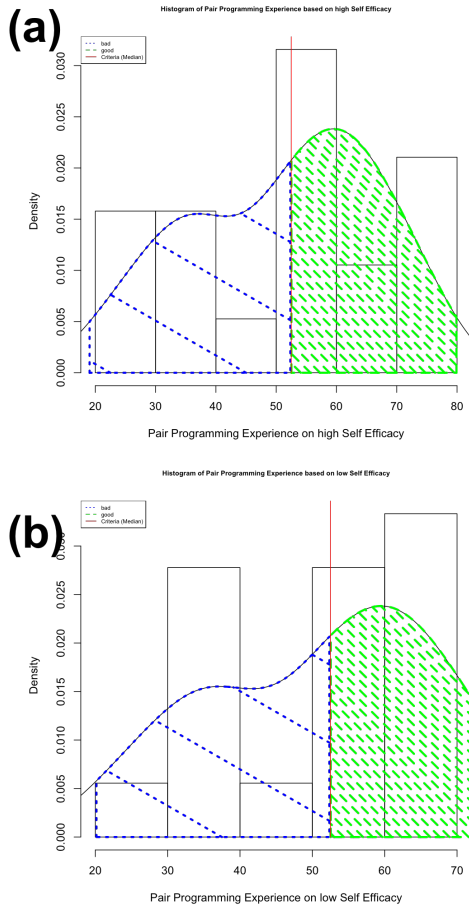 (a)
Histogram of Pair Programming Experience based on high Self Efficacy
bad
good
Criteria (Median)
Density
0.030
0.025
0.020
0.015
0.010
0.005
0.000
20 30 40 50 60 70 80
Pair Programming Experience on high Self Efficacy
(b)
Histogram of Pair Programming Experience based on low Self Efficacy
bad
good
Criteria (Median)
Density
0.030
0.025
0.020
0.015
0.010
0.005
0.000
20 30 40 50 60 70
Pair Programming Experience on low Self Efficacy